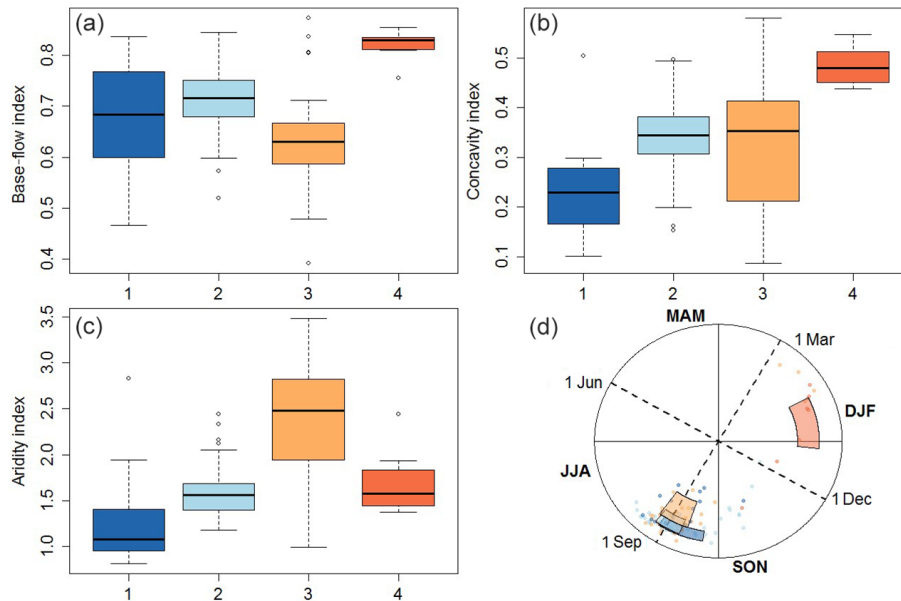 (a)
Base-flow index
0.8
0.7
0.6
0.5
0.4
1 2 3 4
(b)
Concavity index
0.5
0.4
0.3
0.2
0.1
1 2 3 4
(c)
Aridity index
3.5
3.0
2.5
2.0
1.5
1.0
1 2 3 4
(d)
MAM
1 Mar
1 Jun
DJF
JJA
1 Dec
1 Sep
SON